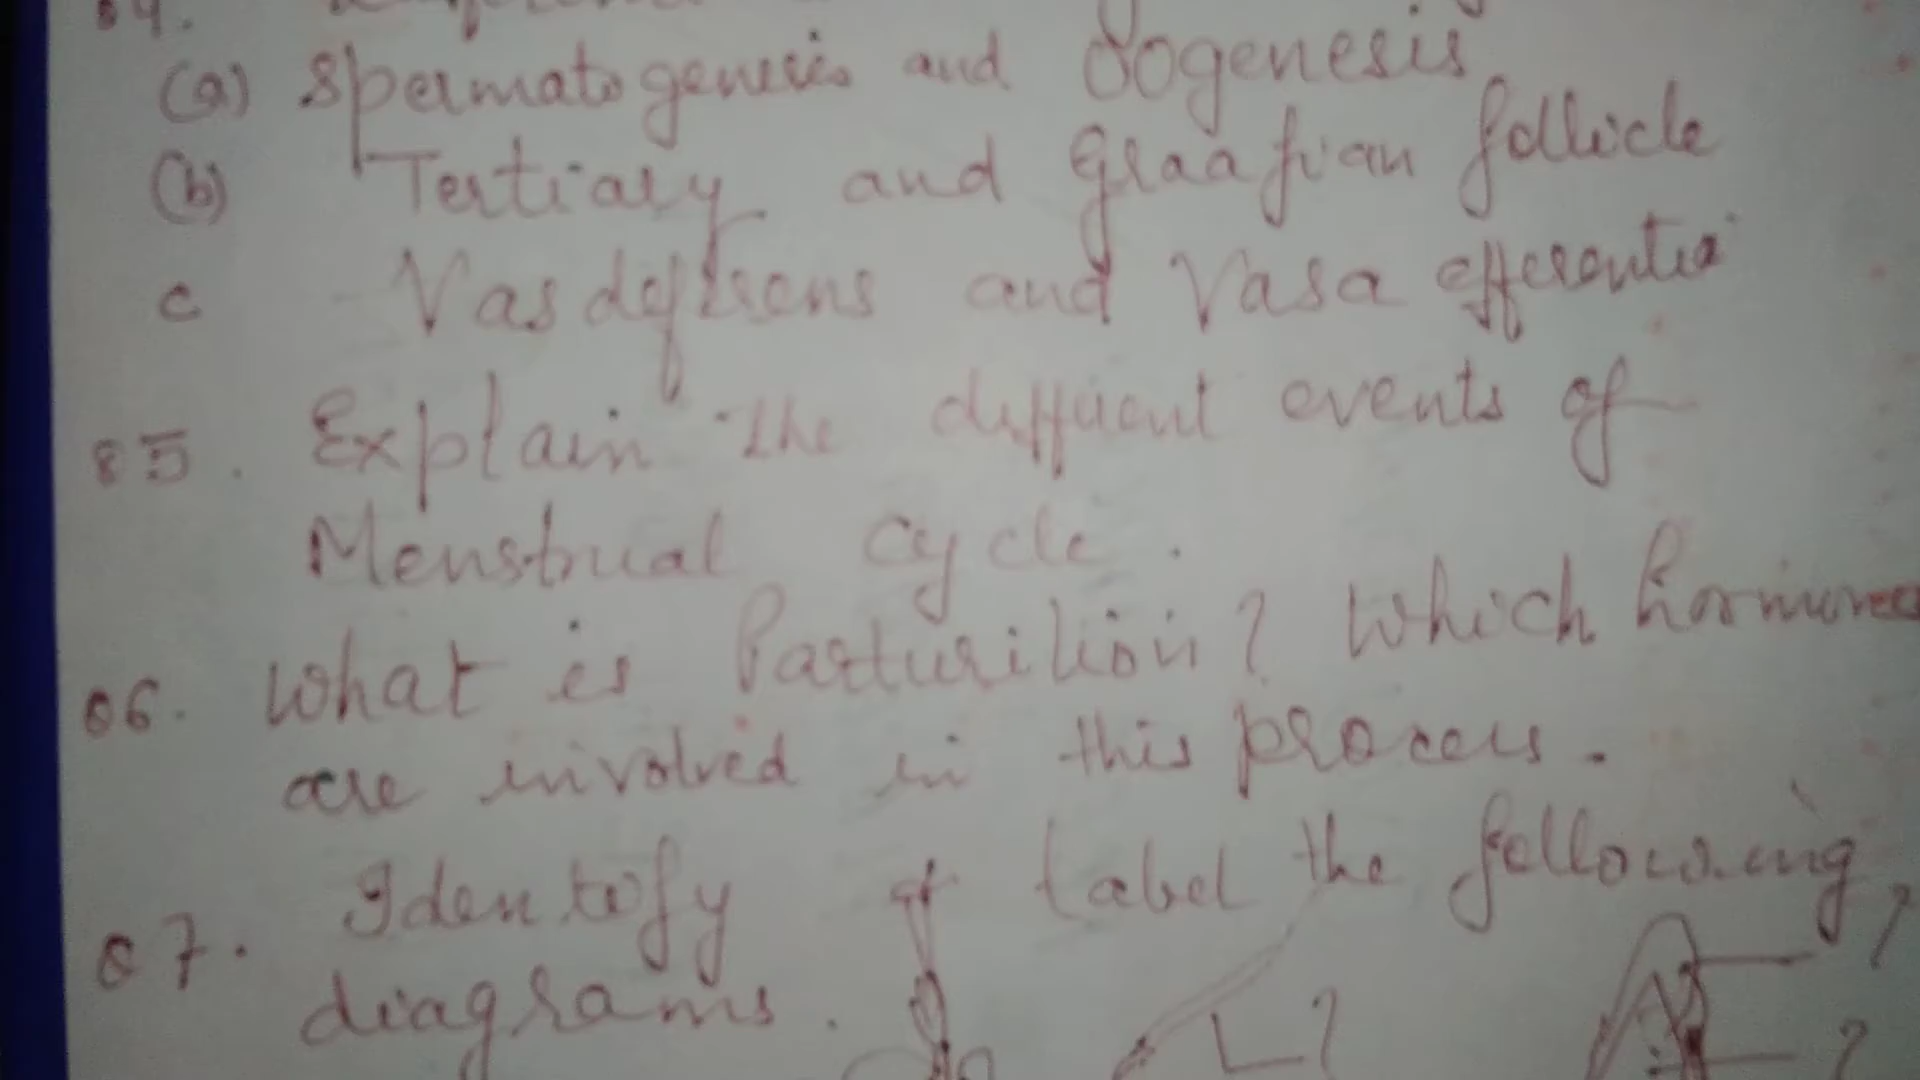 04.
(a) Spermatogenesis and Oogenesis
(b) Tertiary and Graafian follicle
c Vas deferens and Vasa efferentia
85. Explain the different events of
Menstrual cycle.
06. What is Parturition? Which hormones
are involved in this process.
07. Identify & label the following
diagrams.
?
?
?